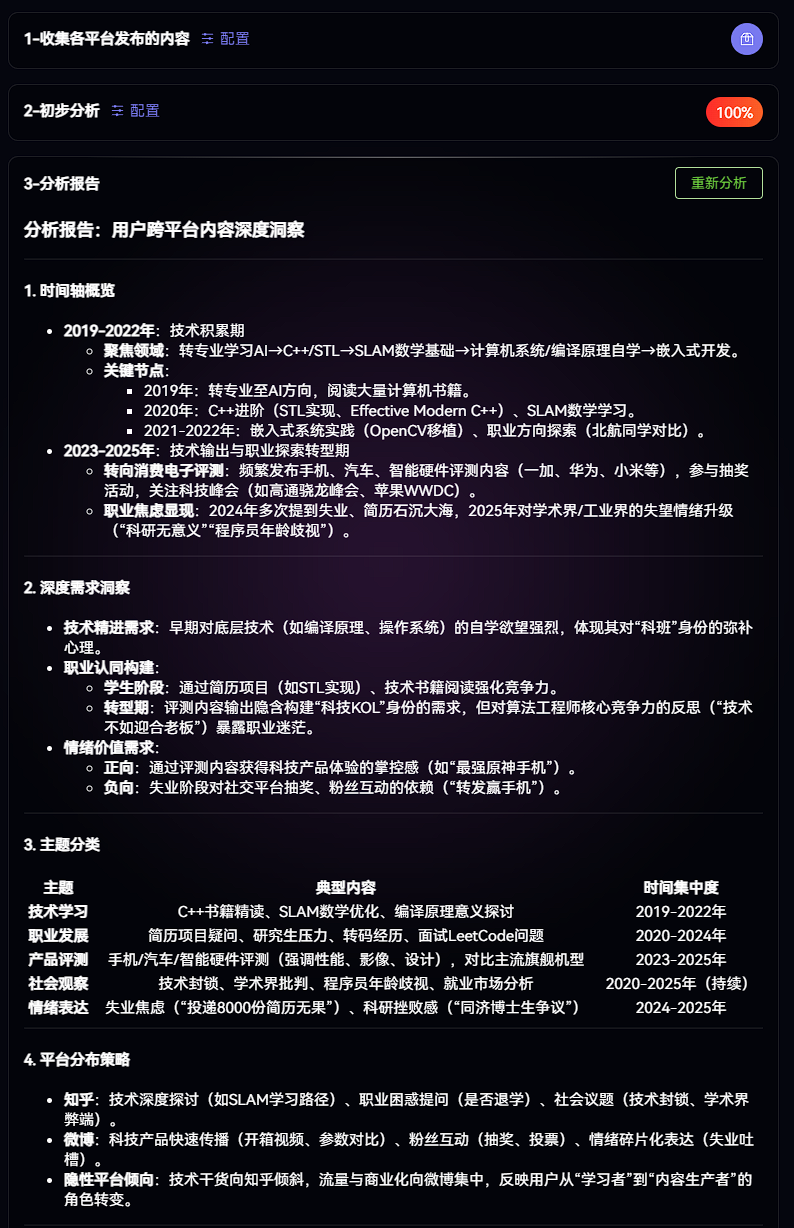 1-收集各平台发布的内容 配置
2-初步分析 配置
100%
3-分析报告
重新分析
分析报告：用户跨平台内容深度洞察
1. 时间轴概览
2019-2022年：技术积累期
聚焦领域：转专业学习AI→C++/STL→SLAM数学基础→计算机系统/编译原理自学→嵌入式开发。
关键节点：
2019年：转专业至AI方向，阅读大量计算机书籍。
2020年：C++进阶（STL实现、Effective Modern C++）、SLAM数学学习。
2021-2022年：嵌入式系统实践（OpenCV移植）、职业方向探索（北航同学对比）。
2023-2025年：技术输出与职业探索转型期
转向消费电子评测：频繁发布手机、汽车、智能硬件评测内容（一加、华为、小米等），参与抽奖
活动，关注科技峰会（如高通骁龙峰会、苹果WWDC）。
职业焦虑显现：2024年多次提到失业、简历石沉大海，2025年对学术界/工业界的失望情绪升级
（“科研无意义”“程序员年龄歧视”）。
2. 深度需求洞察
技术精进需求：早期对底层技术（如编译原理、操作系统）的自学欲望强烈，体现其对“科班”身份的弥补
心理。
职业认同构建：
学生阶段：通过简历项目（如STL实现）、技术书籍阅读强化竞争力。
转型期：评测内容输出隐含构建“科技KOL”身份的需求，但对算法工程师核心竞争力的反思（“技术
不如迎合老板”）暴露职业迷茫。
情绪价值需求：
正向：通过评测内容获得科技产品体验的掌控感（如“最强原神手机”）。
负向：失业阶段对社交平台抽奖、粉丝互动的依赖（“转发赢手机”）。
3. 主题分类
主题 典型内容 时间集中度
技术学习 C++书籍精读、SLAM数学优化、编译原理意义探讨 2019-2022年
职业发展 简历项目疑问、研究生压力、转码经历、面试LeetCode问题 2020-2024年
产品评测 手机/汽车/智能硬件评测（强调性能、影像、设计），对比主流旗舰机型 2023-2025年
社会观察 技术封锁、学术界批判、程序员年龄歧视、就业市场分析 2020-2025年（持续）
情绪表达 失业焦虑（“投递8000份简历无果”）、科研挫败感（“同济博士生争议”） 2024-2025年
4. 平台分布策略
知乎：技术深度探讨（如SLAM学习路径）、职业困惑提问（是否退学）、社会议题（技术封锁、学术界
弊端）。
微博：科技产品快速传播（开箱视频、参数对比）、粉丝互动（抽奖、投票）、情绪碎片化表达（失业吐
槽）。
隐性平台倾向：技术干货向知乎倾斜，流量与商业化向微博集中，反映用户从“学习者”到“内容生产者”的
角色转变。